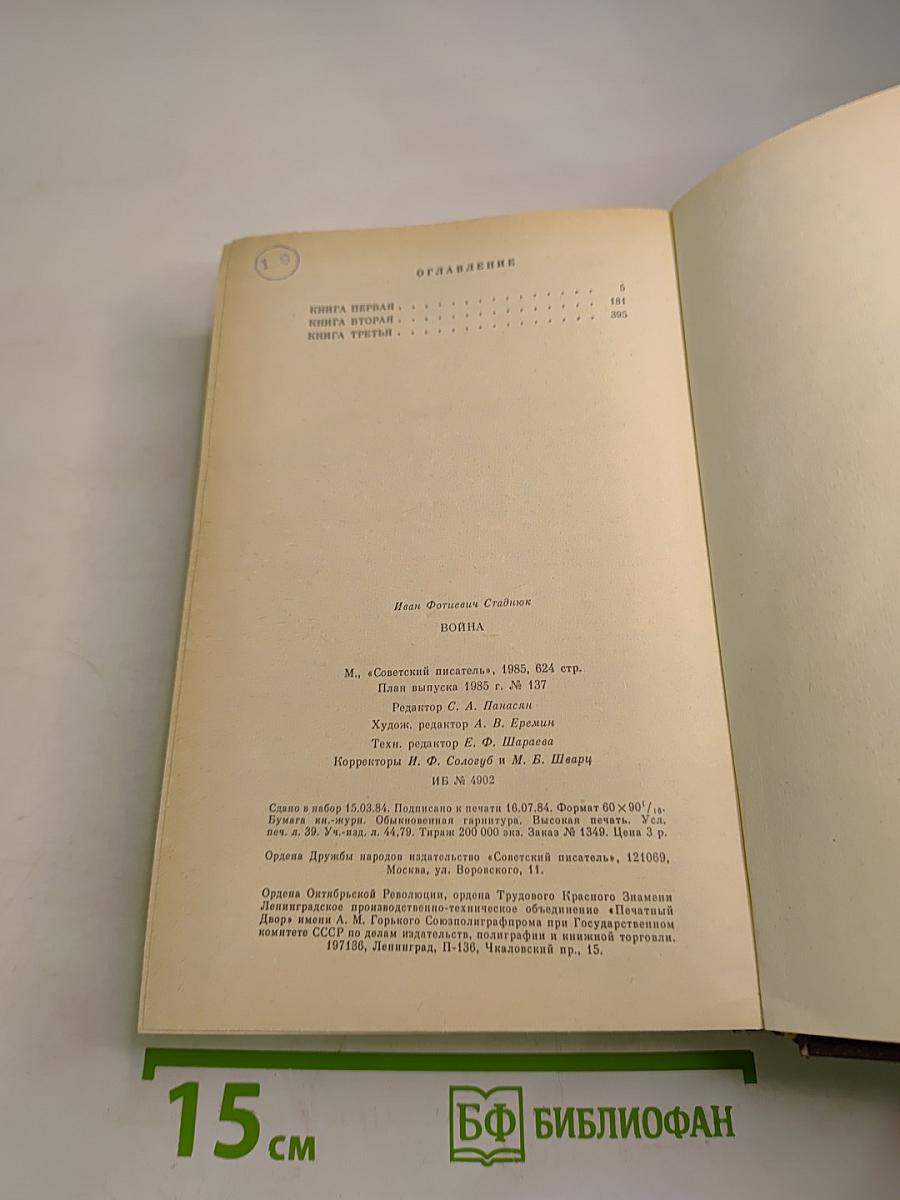 1 9
ОГЛАВЛЕНИЕ
КНИГА ПЕРВАЯ . . . . . . . . . . . . . . . 5
КНИГА ВТОРАЯ . . . . . . . . . . . . . . . 181
КНИГА ТРЕТЬЯ . . . . . . . . . . . . . . . 395
Иван Фотиевич Стаднюк
ВОЙНА
М., «Советский писатель», 1985, 624 стр.
План выпуска 1985 г. № 137
Редактор С. А. Панасян
Худож. редактор А. В. Еремин
Техн. редактор Е. Ф. Шараева
Корректоры И. Ф. Сологуб и М. Б. Шварц
ИБ № 4902
Сдано в набор 15.03.84. Подписано к печати 16.07.84. Формат 60×90¹/₁₆.
Бумага кн.-журн. Обыкновенная гарнитура. Высокая печать. Усл.
печ. л. 39. Уч.-изд. л. 44,79. Тираж 200 000 экз. Заказ № 1349. Цена 3 р.
Ордена Дружбы народов издательство «Советский писатель», 121069,
Москва, ул. Воровского, 11.
Ордена Октябрьской Революции, ордена Трудового Красного Знамени
Ленинградское производственно-техническое объединение «Печатный
Двор» имени А. М. Горького Союзполиграфпрома при Государственном
комитете СССР по делам издательств, полиграфии и книжной торговли.
197136, Ленинград, П-136, Чкаловский пр., 15.
15 см
БФ БИБЛИОФАН